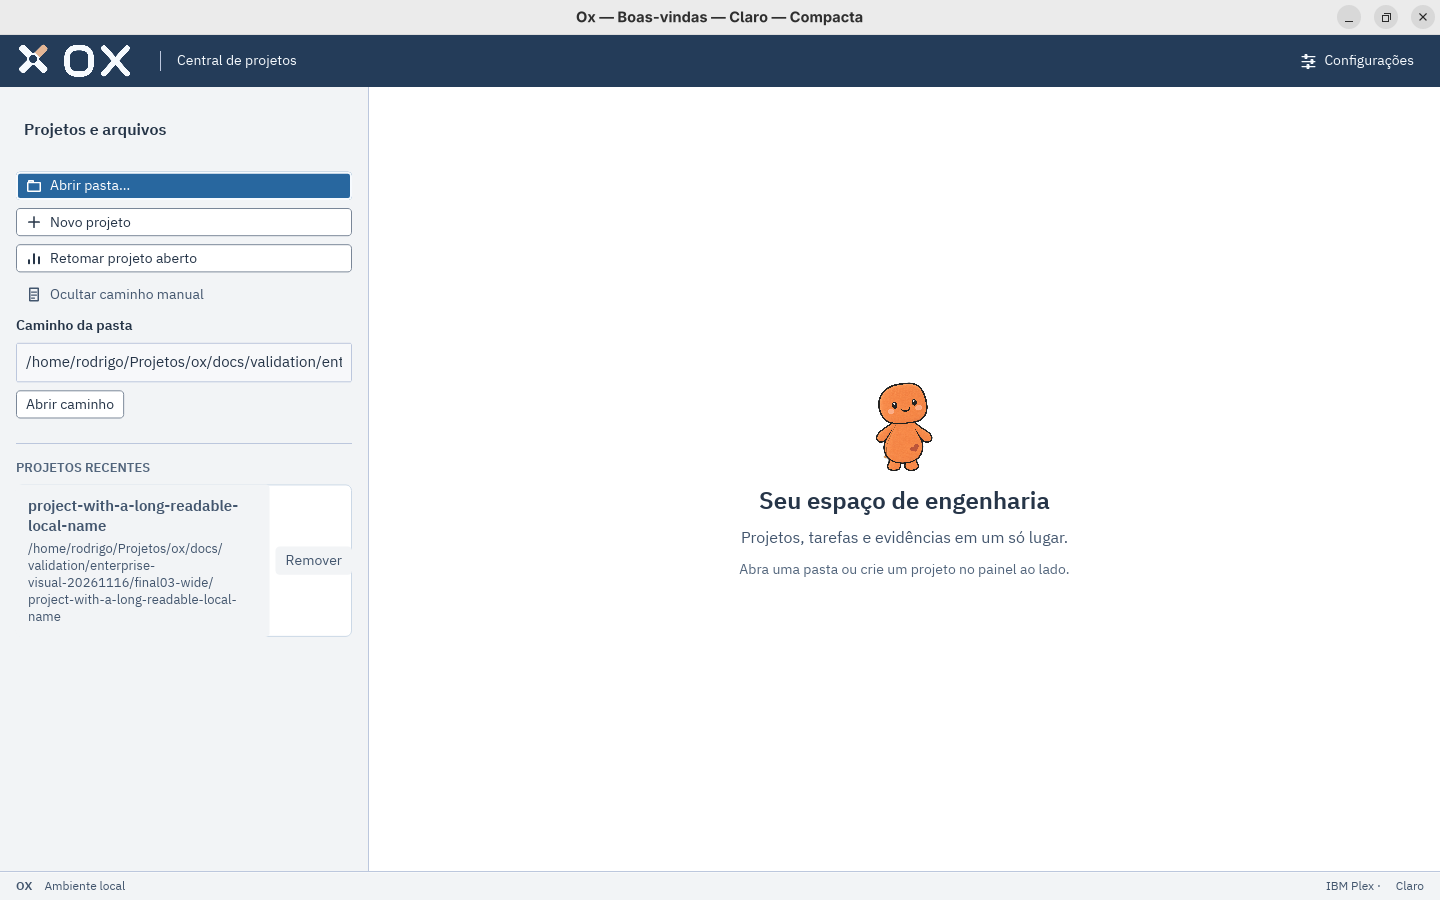 Ox — Boas-vindas — Claro — Compacta
OX
Central de projetos
Configurações
Projetos e arquivos
Abrir pasta...
Novo projeto
Retomar projeto aberto
Ocultar caminho manual
Caminho da pasta
/home/rodrigo/Projetos/ox/docs/validation/ent
Abrir caminho
PROJETOS RECENTES
project-with-a-long-readable-
local-name
/home/rodrigo/Projetos/ox/docs/
validation/enterprise-
visual-20261116/final03-wide/
project-with-a-long-readable-local-
name
Remover
Seu espaço de engenharia
Projetos, tarefas e evidências em um só lugar.
Abra uma pasta ou crie um projeto no painel ao lado.
OX Ambiente local
IBM Plex · Claro